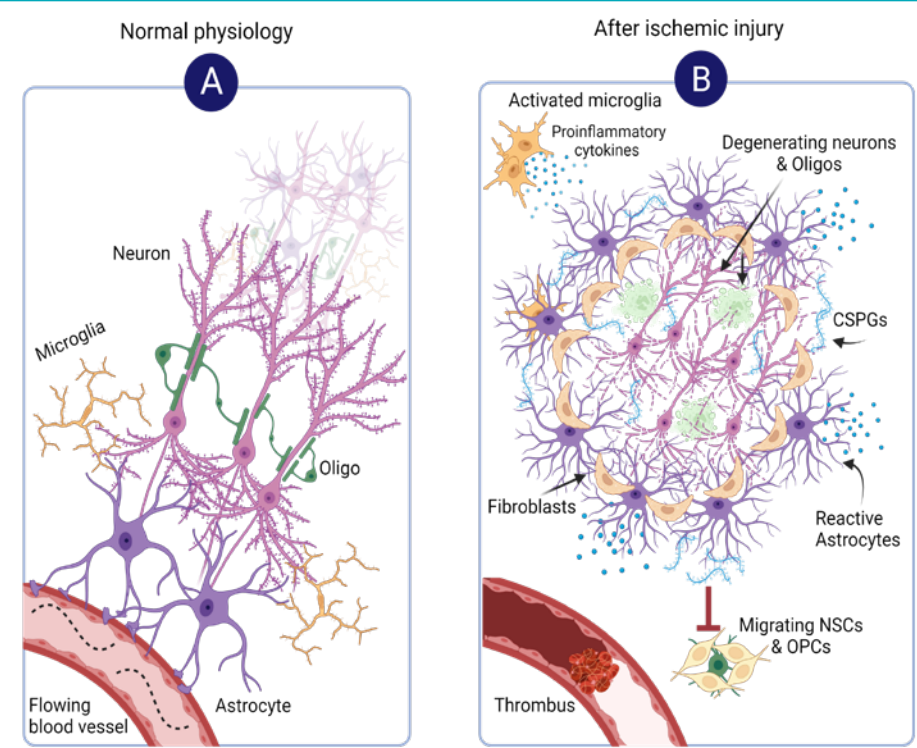 Normal physiology
A
Neuron
Microglia
Oligo
Flowing
blood vessel
Astrocyte
After ischemic injury
B
Activated microglia
Proinflammatory
cytokines
Degenerating neurons
& Oligos
CSPGs
Fibroblasts
Reactive
Astrocytes
Migrating NSCs
& OPCs
Thrombus